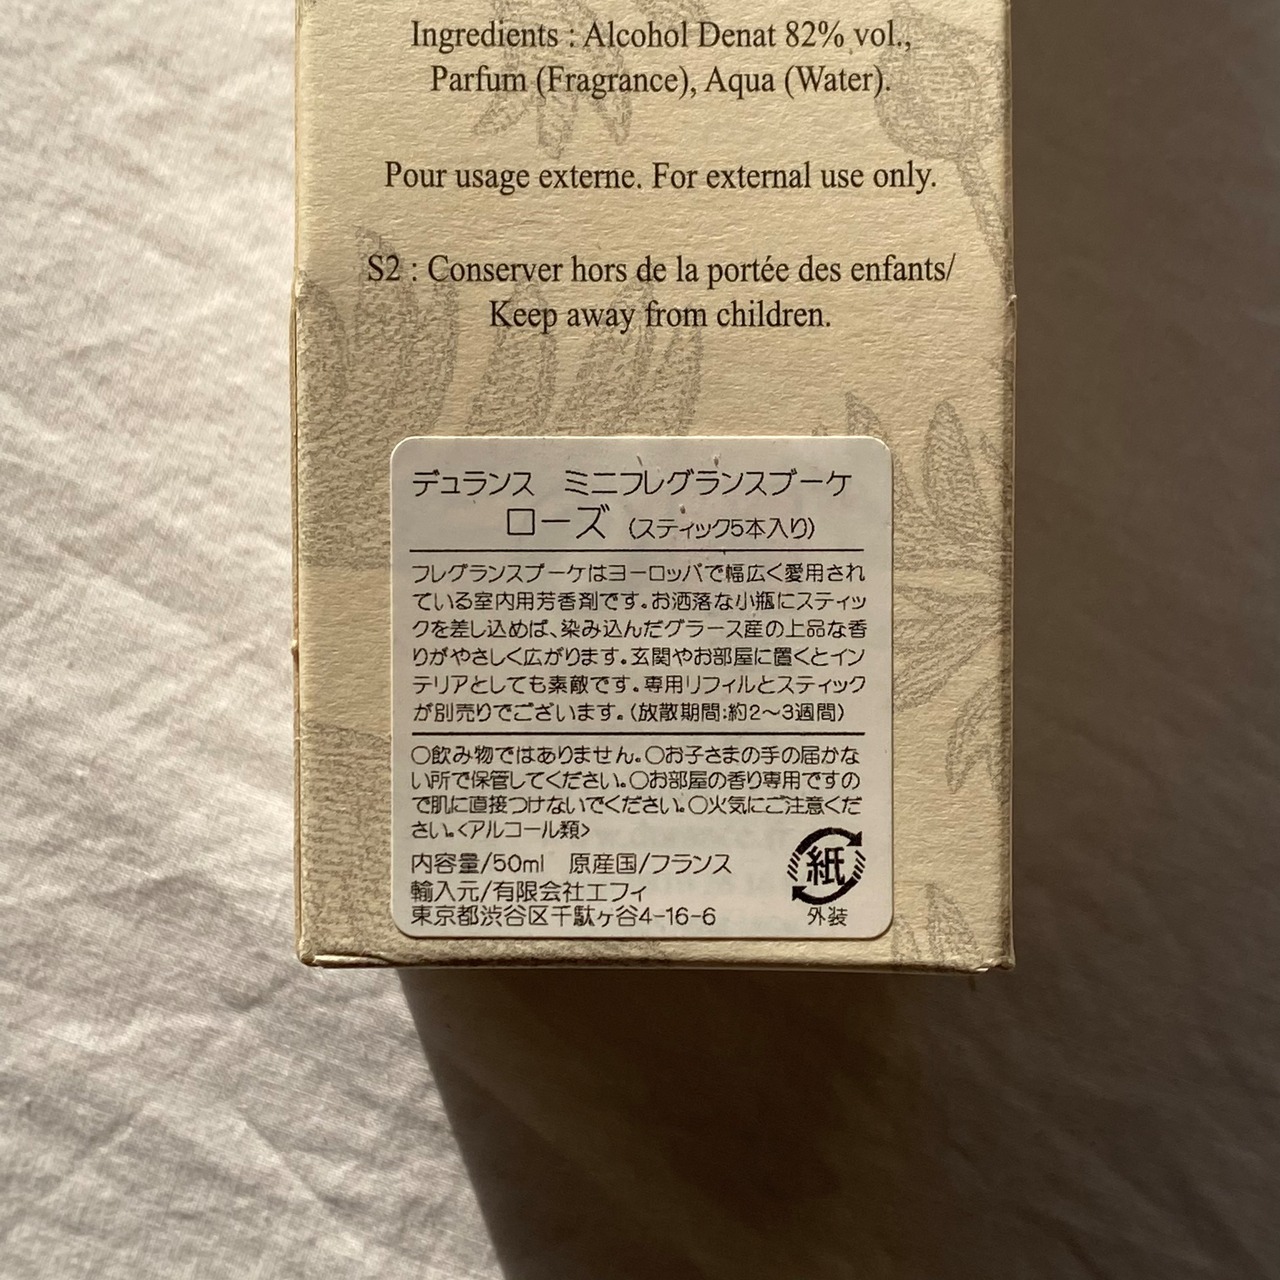 Ingredients : Alcohol Denat 82% vol.,
Parfum (Fragrance), Aqua (Water).
Pour usage externe. For external use only.
S2 : Conserver hors de la portée des enfants/
Keep away from children.
デュランス ミニフレグランスブーケ
ローズ (スティック5本入り)
フレグランスブーケはヨーロッパで幅広く愛用され
ている室内用芳香剤です。お洒落な小瓶にスティッ
クを差し込めば、染み込んだグラース産の上品な香
りがやさしく広がります。玄関やお部屋に置くとイン
テリアとしても素敵です。専用リフィルとスティック
が別売りでございます。(放散期間:約2〜3週間)
○飲み物ではありません。○お子さまの手の届かな
い所で保管してください。○お部屋の香り専用ですの
で肌に直接つけないでください。○火気にご注意くだ
さい。<アルコール類>
内容量/50ml 原産国/フランス
輸入元/有限会社エフィ
東京都渋谷区千駄ヶ谷4-16-6
紙
外装